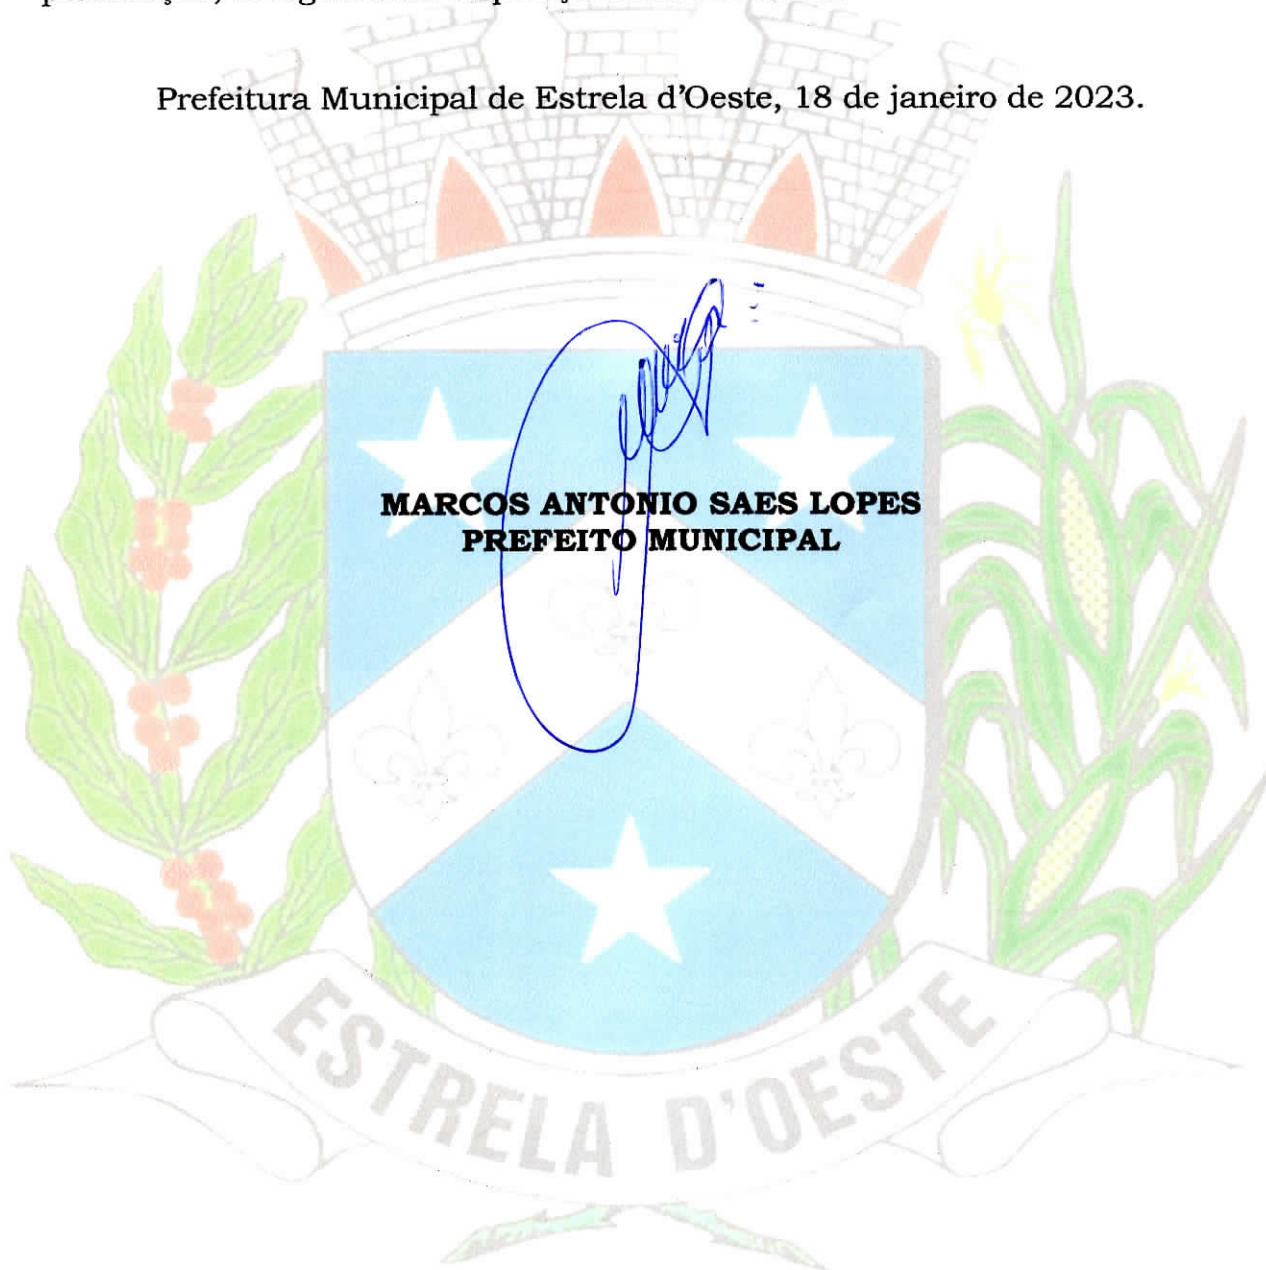 Prefeitura Municipal de Estrela d'Oeste, 18 de janeiro de 2023.
MARCOS ANTONIO SAES LOPES
PREFEITO MUNICIPAL
ESTRELA D'OESTE